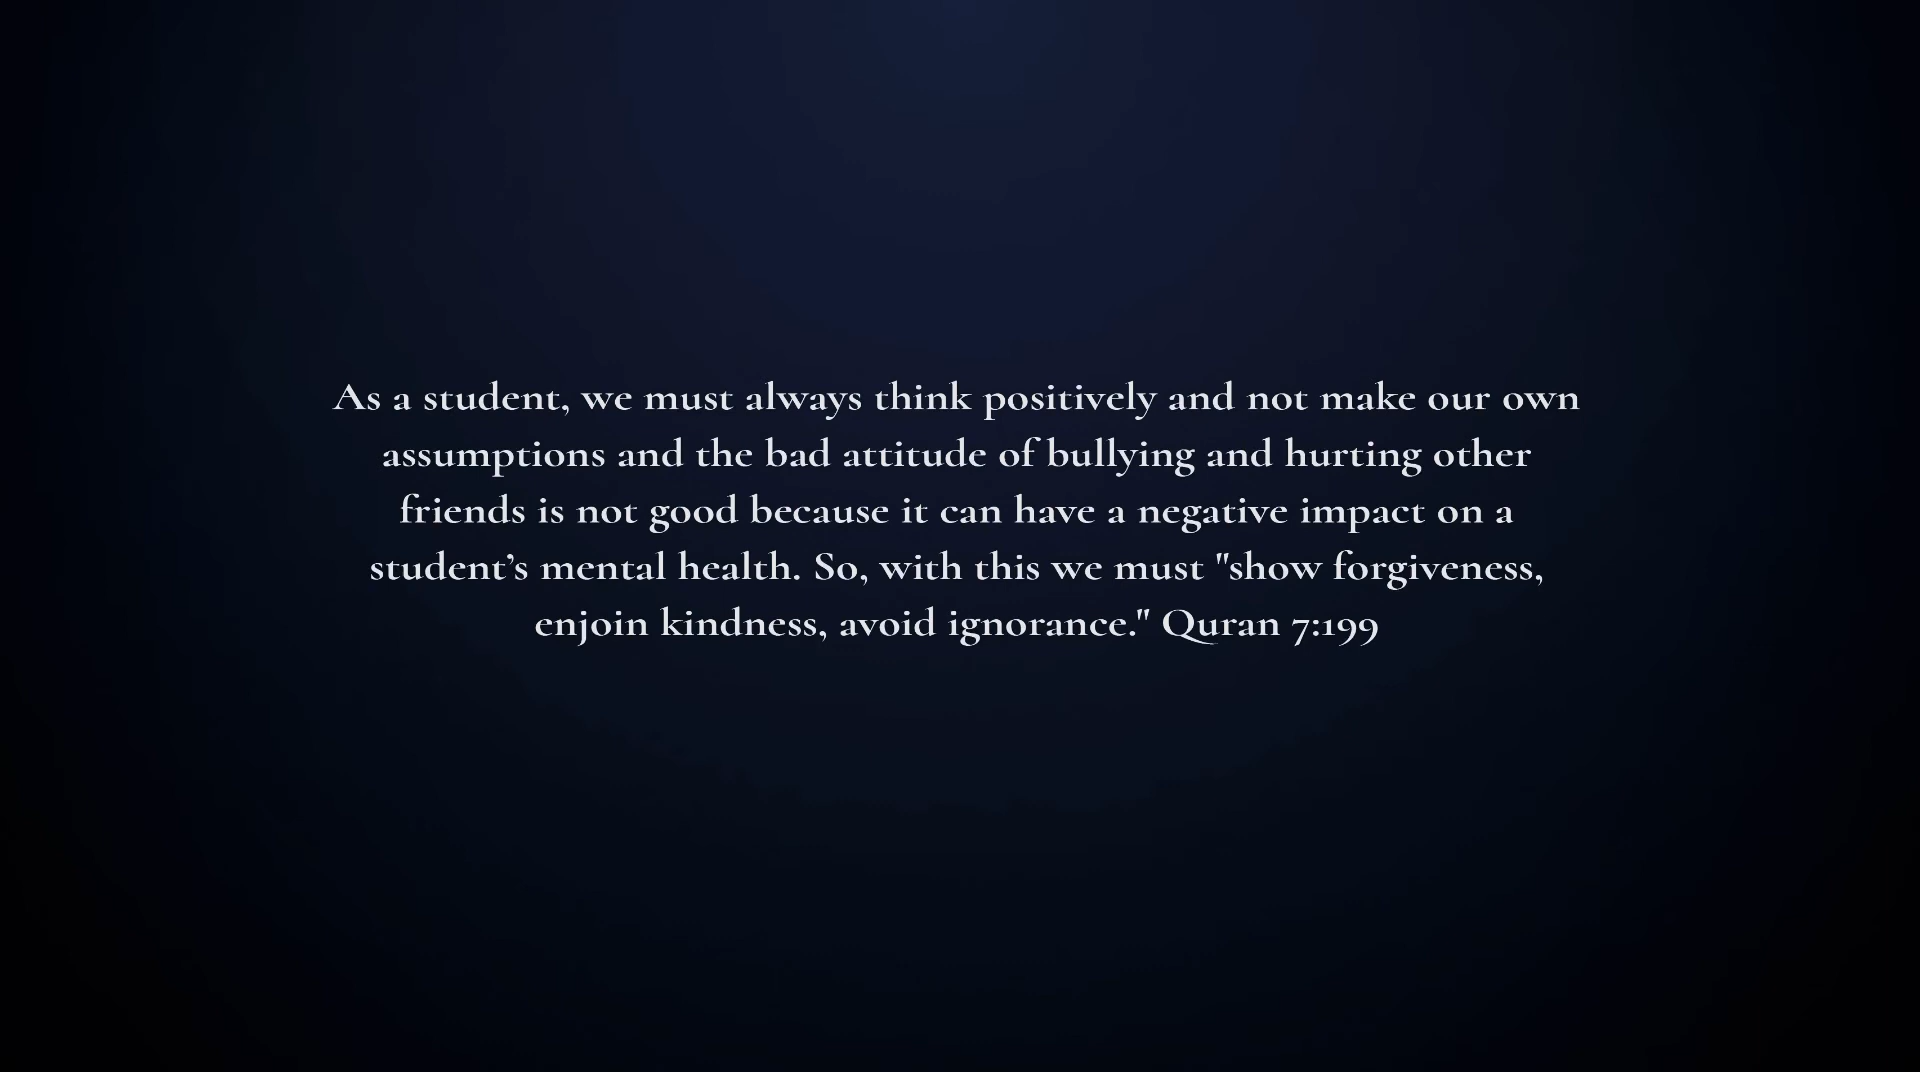 As a student, we must always think positively and not make our own
assumptions and the bad attitude of bullying and hurting other
friends is not good because it can have a negative impact on a
student’s mental health. So, with this we must "show forgiveness,
enjoin kindness, avoid ignorance." Quran 7:199